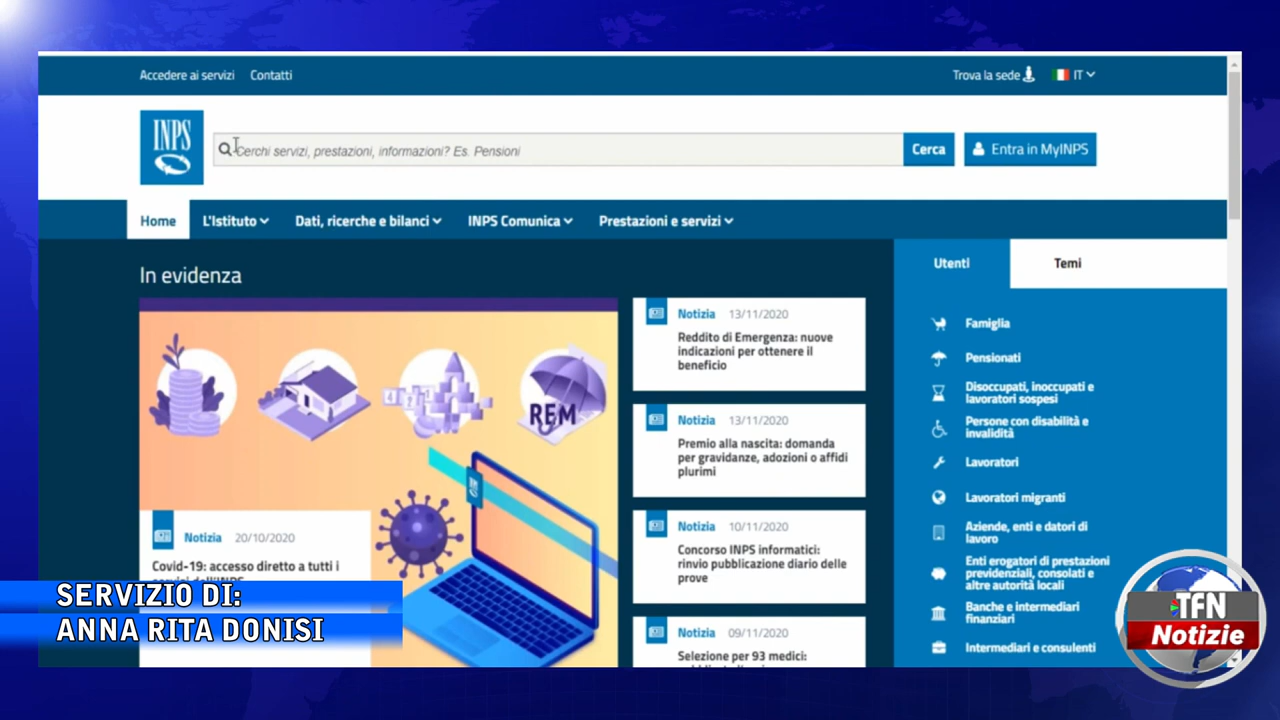 Accedere ai servizi Contatti
Trova la sede IT
INPS
Cerchi servizi, prestazioni, informazioni? Es. Pensioni
Cerca
Entra in MyINPS
Home L'Istituto Dati, ricerche e bilanci INPS Comunica Prestazioni e servizi
In evidenza
REM
INPS
Notizia 20/10/2020
Covid-19: accesso diretto a tutti i
servizi dell'INPS
Notizia 13/11/2020
Reddito di Emergenza: nuove
indicazioni per ottenere il
beneficio
Notizia 13/11/2020
Premio alla nascita: domanda
per gravidanze, adozioni o affidi
plurimi
Notizia 10/11/2020
Concorso INPS informatici:
rinvio pubblicazione diario delle
prove
Notizia 09/11/2020
Selezione per 93 medici:
Utenti Temi
Famiglia
Pensionati
Disoccupati, inoccupati e
lavoratori sospesi
Persone con disabilità e
invalidità
Lavoratori
Lavoratori migranti
Aziende, enti e datori di
lavoro
Enti erogatori di prestazioni
previdenziali, consolati e
altre autorità locali
Banche e intermediari
finanziari
Intermediari e consulenti
SERVIZIO DI:
ANNA RITA DONISI
TFN
Notizie